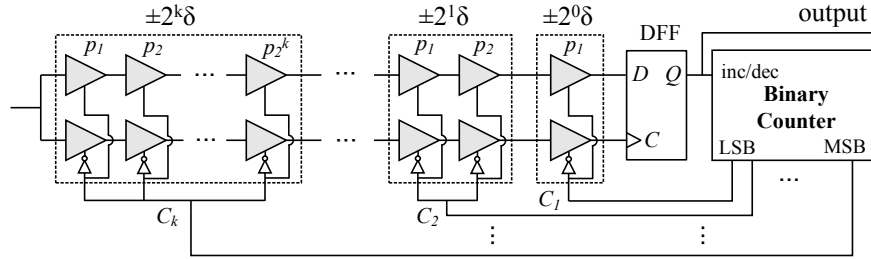 ±2ᵏδ
±2¹δ
±2⁰δ
output
p₁ p₂ ... p₂ᵏ ... p₁ p₂ p₁
DFF
D Q
C
inc/dec
Binary
Counter
LSB MSB
...
Cₖ C₂ C₁